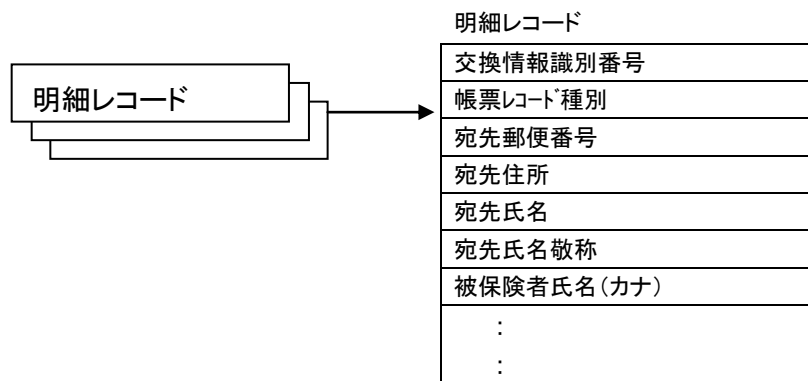 明細レコード
明細レコード
交換情報識別番号
帳票ﾚｺｰﾄﾞ種別
宛先郵便番号
宛先住所
宛先氏名
宛先氏名敬称
被保険者氏名(カナ)
:
: